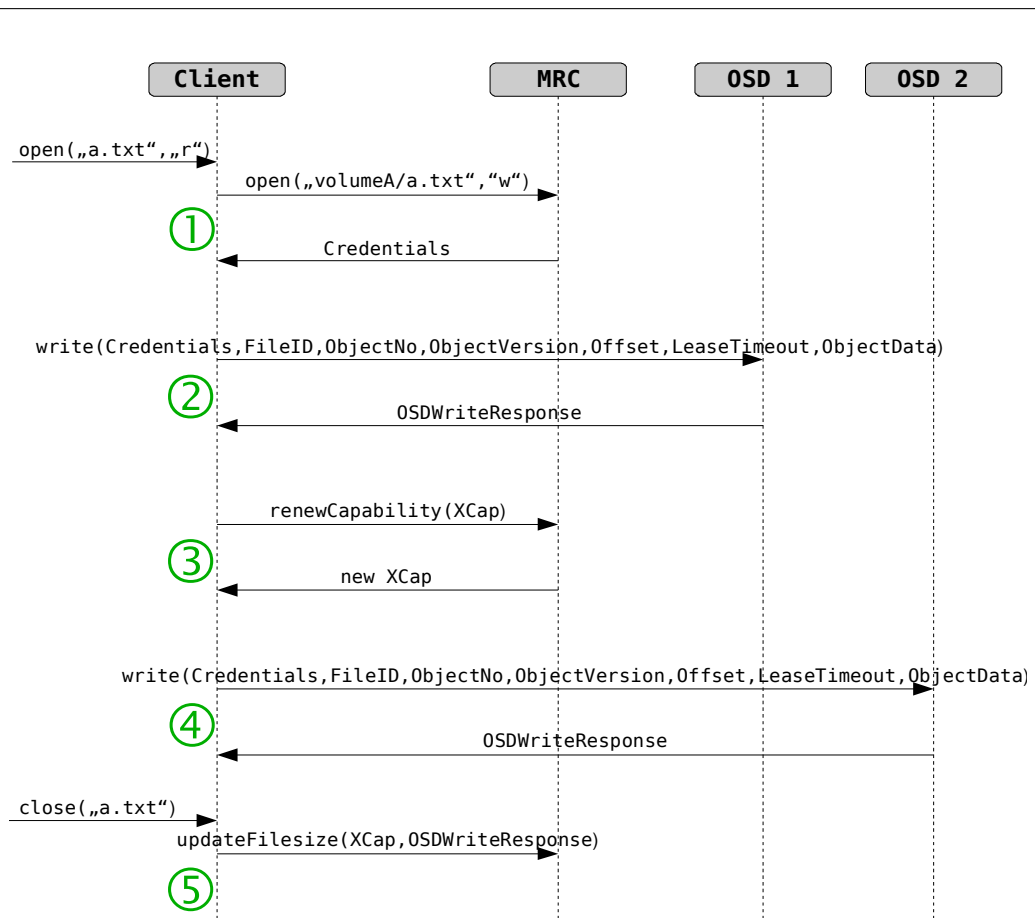 Client MRC OSD 1 OSD 2
open(„a.txt“,„r“)
open(„volumeA/a.txt“,“w“)
①
Credentials
write(Credentials,FileID,ObjectNo,ObjectVersion,Offset,LeaseTimeout,ObjectData)
②
OSDWriteResponse
renewCapability(XCap)
③
new XCap
write(Credentials,FileID,ObjectNo,ObjectVersion,Offset,LeaseTimeout,ObjectData)
④
OSDWriteResponse
close(„a.txt“)
updateFilesize(XCap,OSDWriteResponse)
⑤